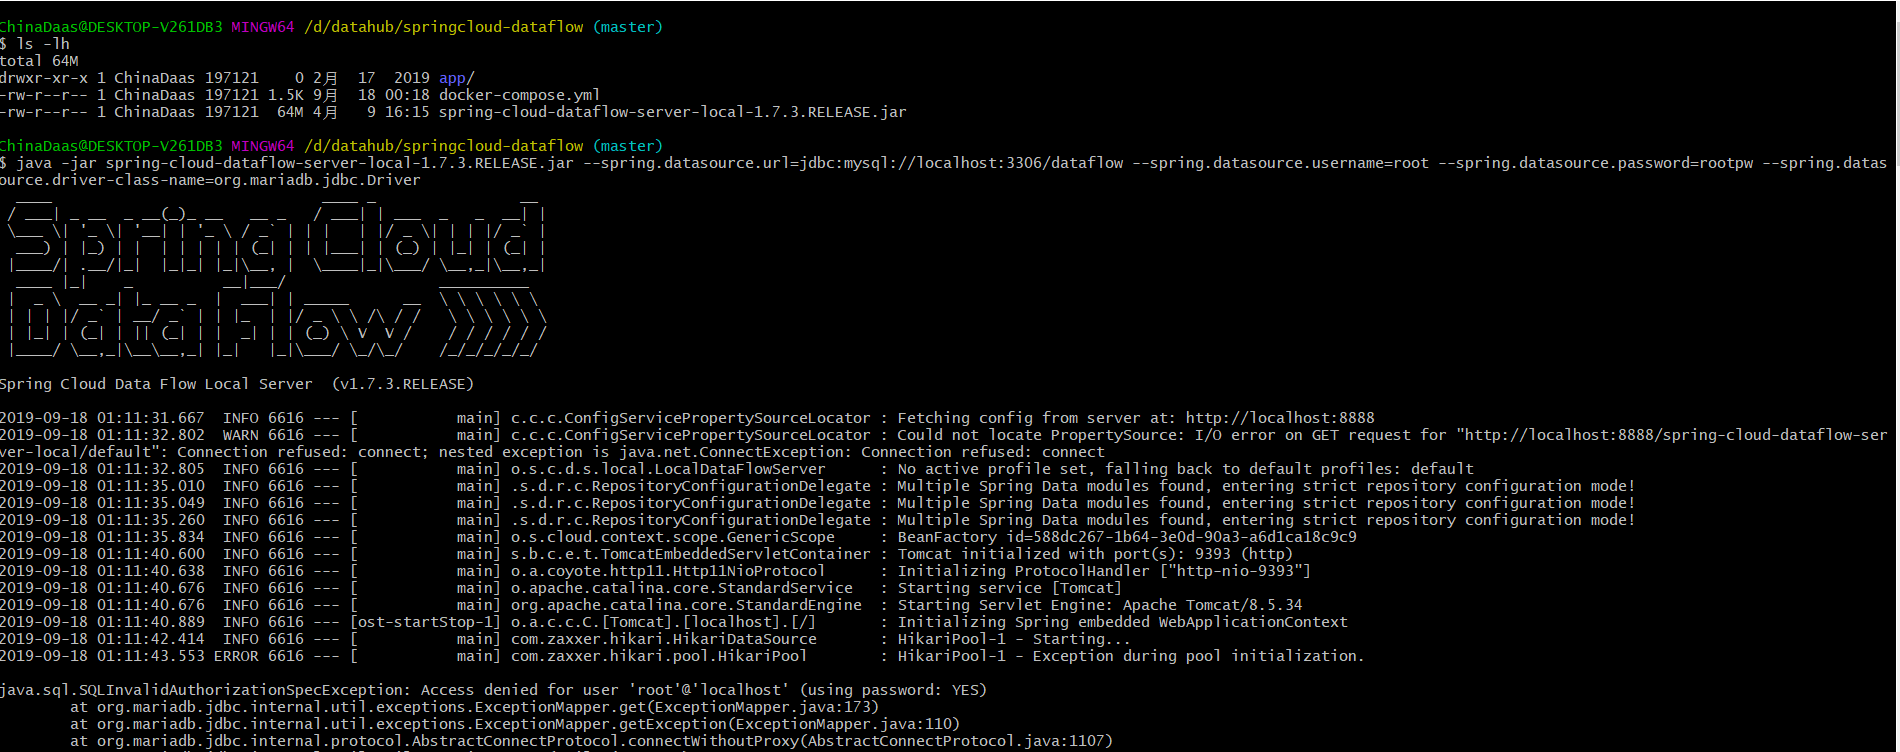 ChinaDaas@DESKTOP-V261DB3 MINGW64 /d/datahub/springcloud-dataflow (master)
$ ls -lh
total 64M
drwxr-xr-x 1 ChinaDaas 197121    0 2月  17  2019 app/
-rw-r--r-- 1 ChinaDaas 197121 1.5K 9月  18 00:18 docker-compose.yml
-rw-r--r-- 1 ChinaDaas 197121  64M 4月   9 16:15 spring-cloud-dataflow-server-local-1.7.3.RELEASE.jar
ChinaDaas@DESKTOP-V261DB3 MINGW64 /d/datahub/springcloud-dataflow (master)
$ java -jar spring-cloud-dataflow-server-local-1.7.3.RELEASE.jar --spring.datasource.url=jdbc:mysql://localhost:3306/dataflow --spring.datasource.username=root --spring.datasource.password=rootpw --spring.datas
ource.driver-class-name=org.mariadb.jdbc.Driver
Spring Cloud
Data Flow
Spring Cloud Data Flow Local Server  (v1.7.3.RELEASE)
2019-09-18 01:11:31.667  INFO 6616 --- [           main] c.c.c.ConfigServicePropertySourceLocator : Fetching config from server at: http://localhost:8888
2019-09-18 01:11:32.802  WARN 6616 --- [           main] c.c.c.ConfigServicePropertySourceLocator : Could not locate PropertySource: I/O error on GET request for "http://localhost:8888/spring-cloud-dataflow-ser
ver-local/default": Connection refused: connect; nested exception is java.net.ConnectException: Connection refused: connect
2019-09-18 01:11:32.805  INFO 6616 --- [           main] o.s.c.d.s.local.LocalDataFlowServer      : No active profile set, falling back to default profiles: default
2019-09-18 01:11:35.010  INFO 6616 --- [           main] .s.d.r.c.RepositoryConfigurationDelegate : Multiple Spring Data modules found, entering strict repository configuration mode!
2019-09-18 01:11:35.049  INFO 6616 --- [           main] .s.d.r.c.RepositoryConfigurationDelegate : Multiple Spring Data modules found, entering strict repository configuration mode!
2019-09-18 01:11:35.260  INFO 6616 --- [           main] .s.d.r.c.RepositoryConfigurationDelegate : Multiple Spring Data modules found, entering strict repository configuration mode!
2019-09-18 01:11:35.834  INFO 6616 --- [           main] o.s.cloud.context.scope.GenericScope     : BeanFactory id=588dc267-1b64-3e0d-90a3-a6d1ca18c9c9
2019-09-18 01:11:40.600  INFO 6616 --- [           main] s.b.c.e.t.TomcatEmbeddedServletContainer : Tomcat initialized with port(s): 9393 (http)
2019-09-18 01:11:40.638  INFO 6616 --- [           main] o.a.coyote.http11.Http11NioProtocol      : Initializing ProtocolHandler ["http-nio-9393"]
2019-09-18 01:11:40.676  INFO 6616 --- [           main] o.apache.catalina.core.StandardService   : Starting service [Tomcat]
2019-09-18 01:11:40.676  INFO 6616 --- [           main] org.apache.catalina.core.StandardEngine  : Starting Servlet Engine: Apache Tomcat/8.5.34
2019-09-18 01:11:40.889  INFO 6616 --- [ost-startStop-1] o.a.c.c.C.[Tomcat].[localhost].[/]       : Initializing Spring embedded WebApplicationContext
2019-09-18 01:11:42.414  INFO 6616 --- [           main] com.zaxxer.hikari.HikariDataSource       : HikariPool-1 - Starting...
2019-09-18 01:11:43.553 ERROR 6616 --- [           main] com.zaxxer.hikari.pool.HikariPool        : HikariPool-1 - Exception during pool initialization.
java.sql.SQLInvalidAuthorizationSpecException: Access denied for user 'root'@'localhost' (using password: YES)
        at org.mariadb.jdbc.internal.util.exceptions.ExceptionMapper.get(ExceptionMapper.java:173)
        at org.mariadb.jdbc.internal.util.exceptions.ExceptionMapper.getException(ExceptionMapper.java:110)
        at org.mariadb.jdbc.internal.protocol.AbstractConnectProtocol.connectWithoutProxy(AbstractConnectProtocol.java:1107)